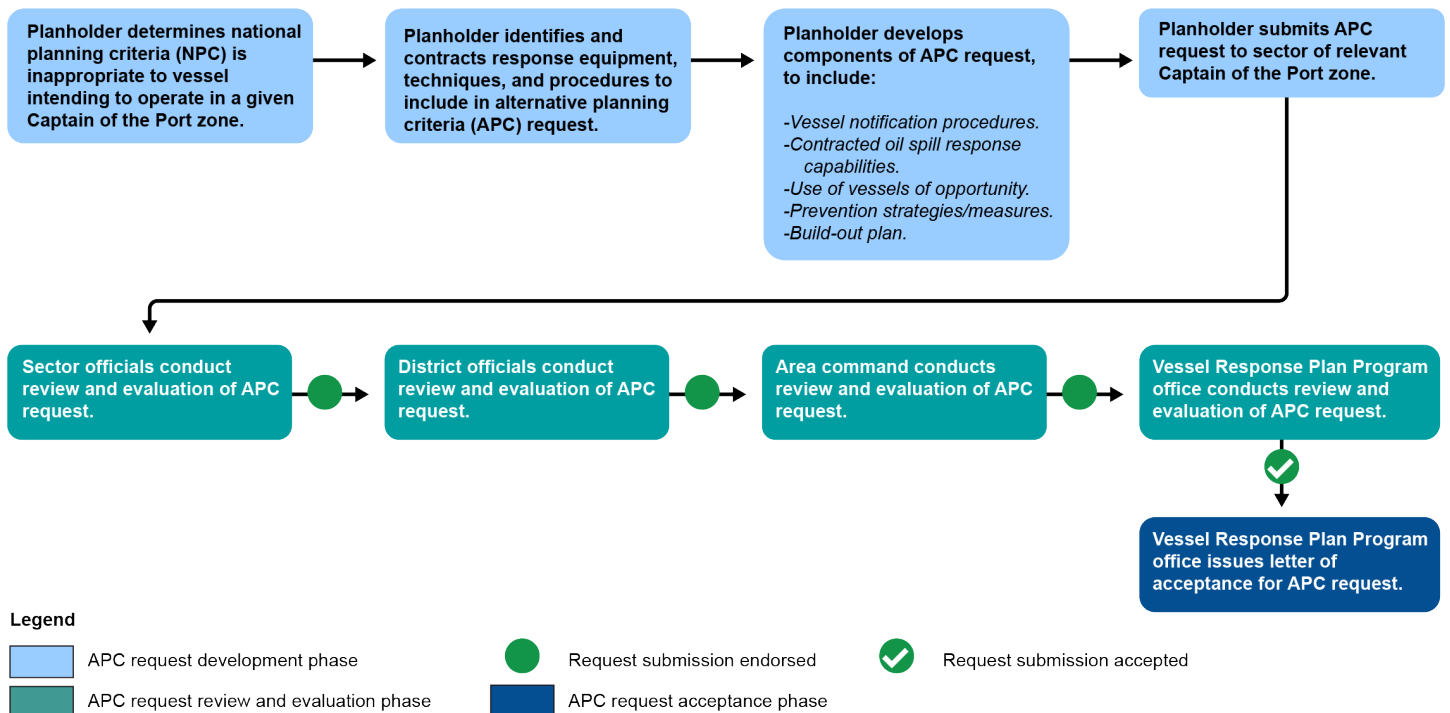 Planholder determines national
planning criteria (NPC) is
inappropriate to vessel
intending to operate in a given
Captain of the Port zone.
Planholder identifies and
contracts response equipment,
techniques, and procedures to
include in alternative planning
criteria (APC) request.
Planholder develops
components of APC request,
to include:
-Vessel notification procedures.
-Contracted oil spill response
capabilities.
-Use of vessels of opportunity.
-Prevention strategies/measures.
-Build-out plan.
Planholder submits APC
request to sector of relevant
Captain of the Port zone.
Sector officials conduct
review and evaluation of APC
request.
District officials conduct
review and evaluation of APC
request.
Area command conducts
review and evaluation of APC
request.
Vessel Response Plan Program
office conducts review and
evaluation of APC request.
Vessel Response Plan Program
office issues letter of
acceptance for APC request.
Legend
APC request development phase
Request submission endorsed
Request submission accepted
APC request review and evaluation phase
APC request acceptance phase